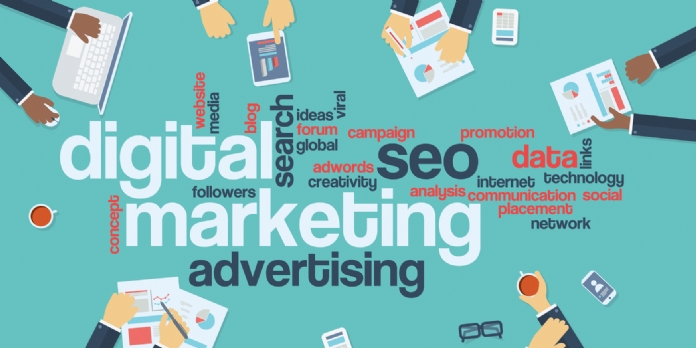 website
media
blog
search
ideas
viral
forum
global
campaign
promotion
digital
adwords
creativity
seo
data
links
followers
analysis
internet
technology
communication
social
concept
marketing
placement
network
advertising